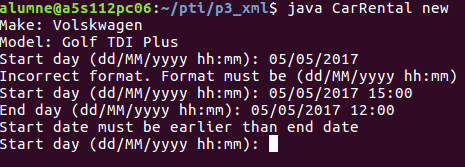 alumne@a5s112pc06:~/pti/p3_xml$ java CarRental new
Make: Volskwagen
Model: Golf TDI Plus
Start day (dd/MM/yyyy hh:mm): 05/05/2017
Incorrect format. Format must be (dd/MM/yyyy hh:mm)
Start day (dd/MM/yyyy hh:mm): 05/05/2017 15:00
End day (dd/MM/yyyy hh:mm): 05/05/2017 12:00
Start date must be earlier than end date
Start day (dd/MM/yyyy hh:mm):